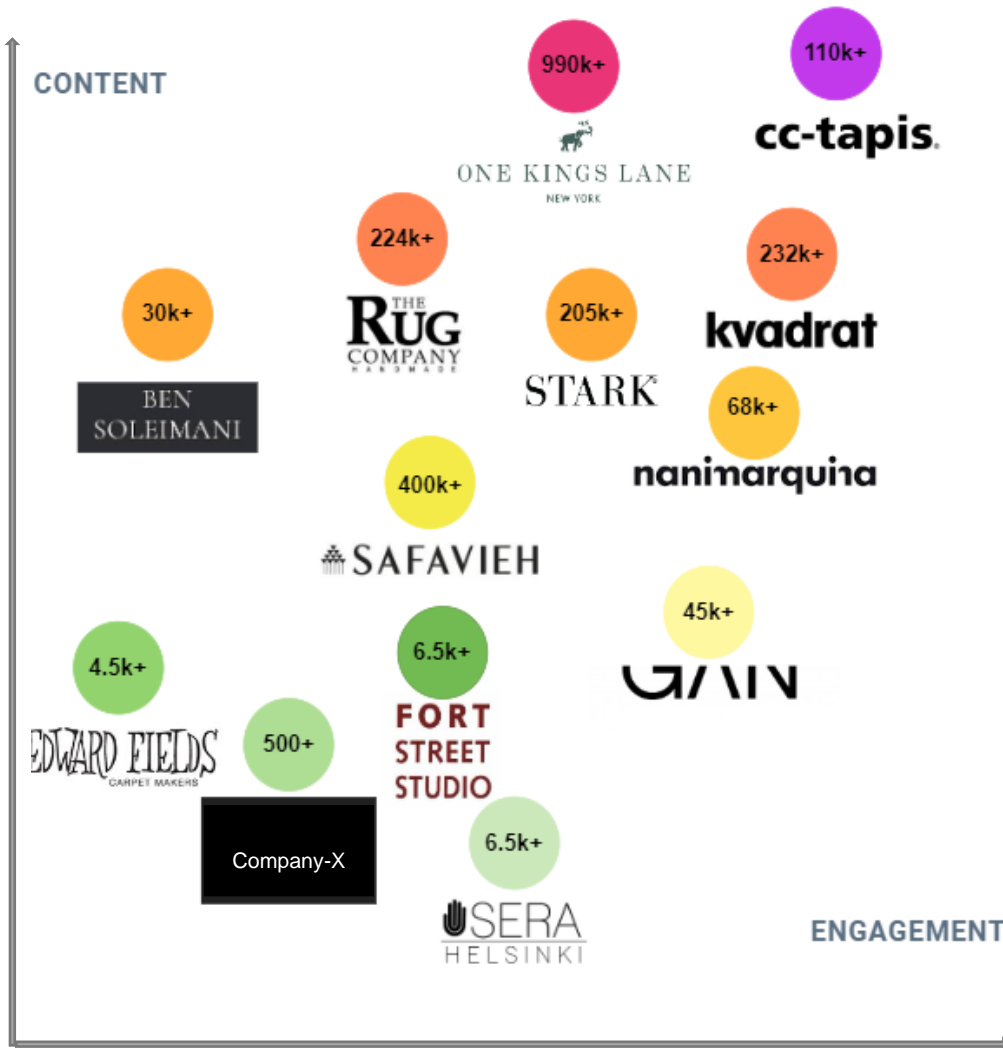 CONTENT
990k+
ONE KINGS LANE
NEW YORK
110k+
cc-tapis.
224k+
THE
RUG
COMPANY
HANDMADE
232k+
kvadrat
30k+
BEN
SOLEIMANI
205k+
STARK
68k+
nanimarquina
400k+
SAFAVIEH
45k+
GAN
4.5k+
EDWARD FIELDS
CARPET MAKERS
6.5k+
FORT
STREET
STUDIO
500+
Company-X
6.5k+
SERA
HELSINKI
ENGAGEMENT